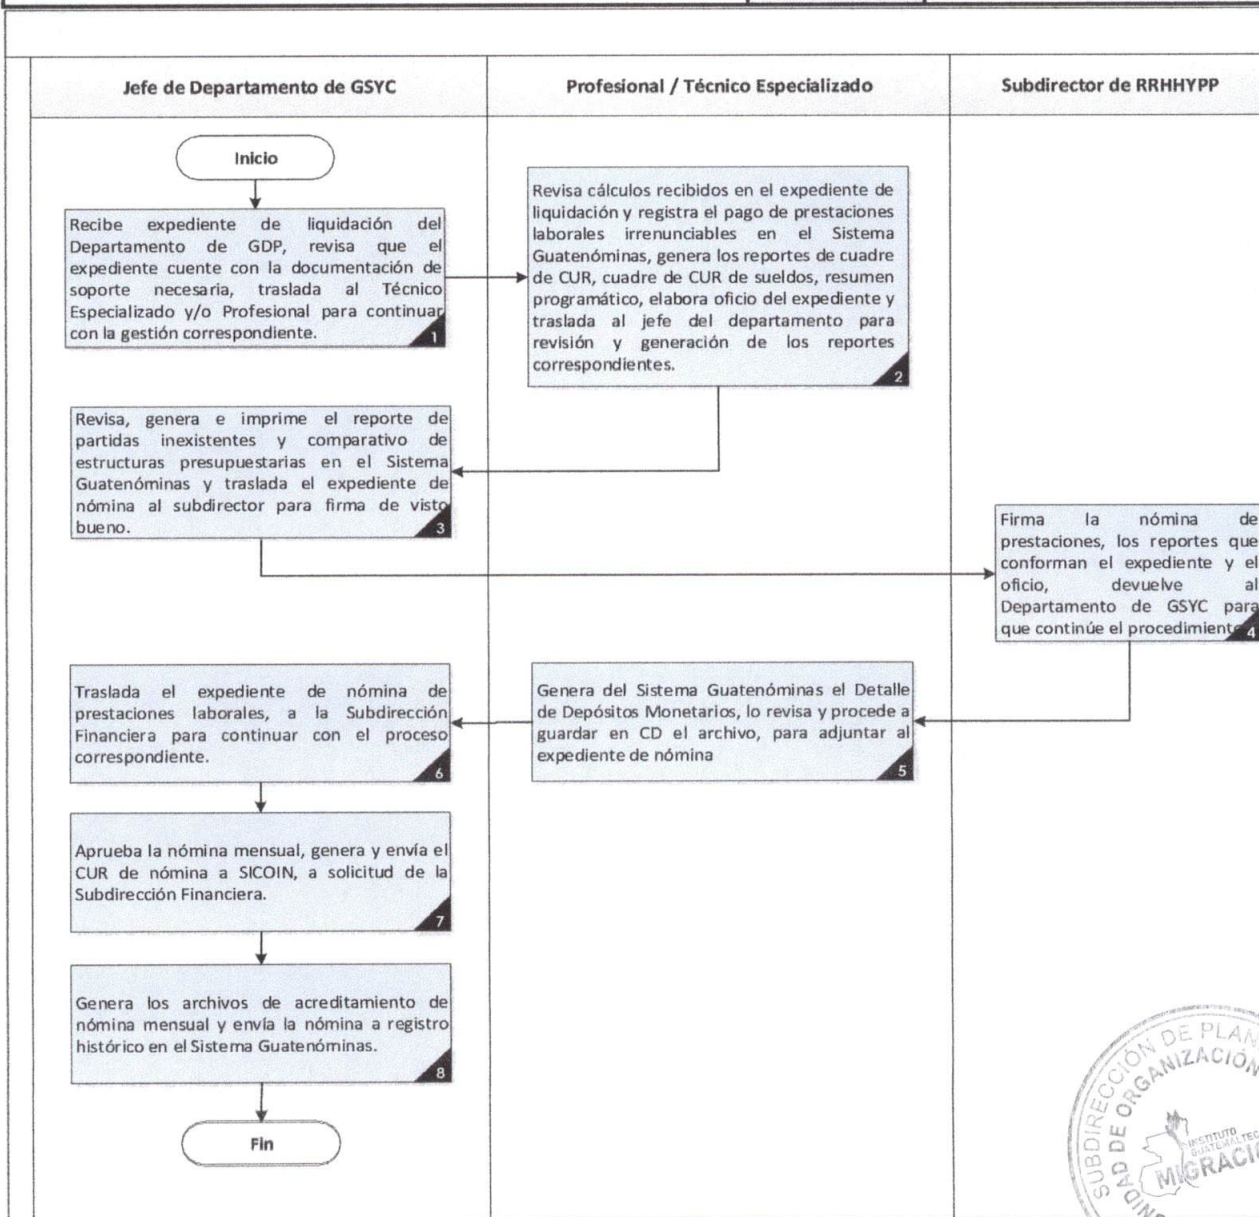 Jefe de Departamento de GSYC
Profesional / Técnico Especializado
Subdirector de RRHHYPP
Inicio
Recibe expediente de liquidación del
Departamento de GDP, revisa que el
expediente cuente con la documentación de
soporte necesaria, traslada al Técnico
Especializado y/o Profesional para continuar
con la gestión correspondiente.
1
Revisa cálculos recibidos en el expediente de
liquidación y registra el pago de prestaciones
laborales irrenunciables en el Sistema
Guatenóminas, genera los reportes de cuadre
de CUR, cuadre de CUR de sueldos, resumen
programático, elabora oficio del expediente y
traslada al jefe del departamento para
revisión y generación de los reportes
correspondientes.
2
Revisa, genera e imprime el reporte de
partidas inexistentes y comparativo de
estructuras presupuestarias en el Sistema
Guatenóminas y traslada el expediente de
nómina al subdirector para firma de visto
bueno.
3
Firma la nómina de
prestaciones, los reportes que
conforman el expediente y el
oficio, devuelve al
Departamento de GSYC para
que continúe el procedimiento
4
Genera del Sistema Guatenóminas el Detalle
de Depósitos Monetarios, lo revisa y procede a
guardar en CD el archivo, para adjuntar al
expediente de nómina
5
Traslada el expediente de nómina de
prestaciones laborales, a la Subdirección
Financiera para continuar con el proceso
correspondiente.
6
Aprueba la nómina mensual, genera y envía el
CUR de nómina a SICOIN, a solicitud de la
Subdirección Financiera.
7
Genera los archivos de acreditamiento de
nómina mensual y envía la nómina a registro
histórico en el Sistema Guatenóminas.
8
Fin
SUBDIRECCIÓN DE PLAN
DE ORGANIZACIÓN
INSTITUTO